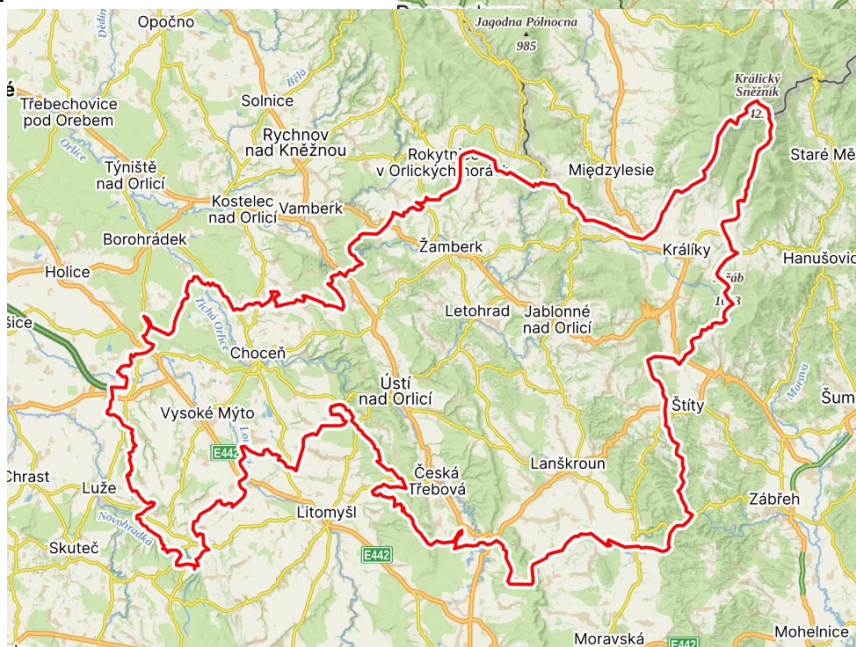 Opočno
Jagodna Północna
985
Dědin
Bělá
Králický
Sněžník
Třebechovice
pod Orebem
Solnice
Rychnov
nad Kněžnou
Orlice
Týniště
nad Orlicí
Rokytnice
v Orlických horách
Międzylesie
Staré Mě
Kostelec
nad Orlicí
Vamberk
Borohrádek
Žamberk
Králíky
Holice
Hanušovic
Tichá Orlice
Letohrad
Jablonné
nad Orlicí
šice
Choceň
Morava
Ústí
nad Orlicí
Vysoké Mýto
Štíty
Šum
E442
Chrast
Luže
Česká
Třebová
Lanškroun
Litomyšl
Zábřeh
Novohradka
Skuteč
E442
Moravská
E442
Mohelnice